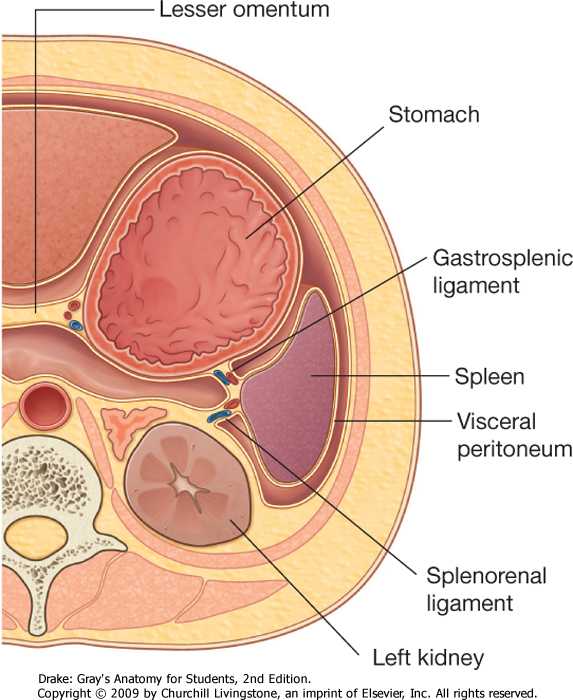 Lesser omentum
Stomach
Gastrosplenic
ligament
Spleen
Visceral
peritoneum
Splenorenal
ligament
Left kidney
Drake: Gray's Anatomy for Students, 2nd Edition.
Copyright © 2009 by Churchill Livingstone, an imprint of Elsevier, Inc. All rights reserved.